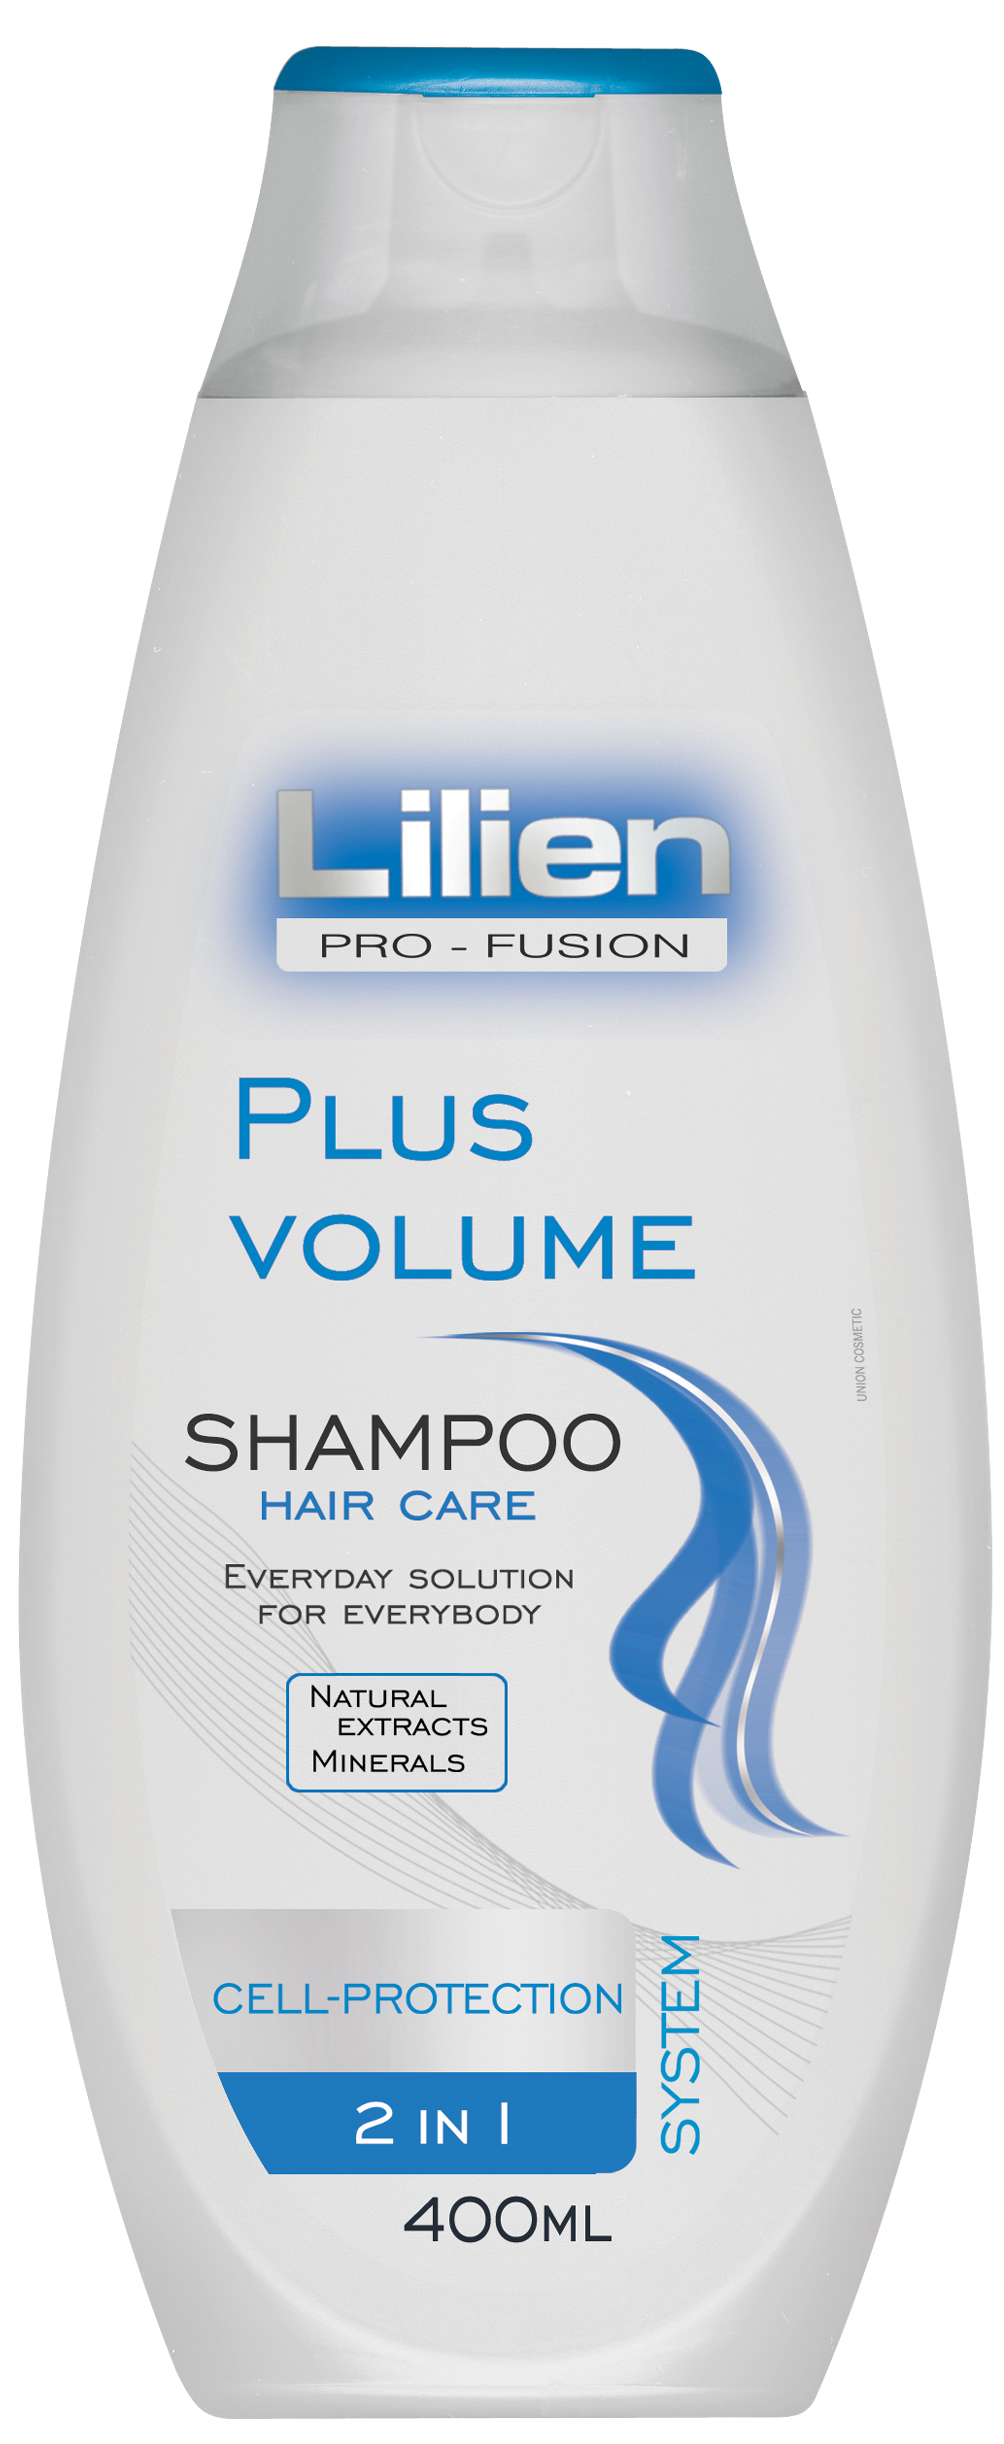 Lilien
PRO - FUSION
PLUS
VOLUME
UNION COSMETIC
SHAMPOO
HAIR CARE
EVERYDAY SOLUTION
FOR EVERYBODY
NATURAL
EXTRACTS
MINERALS
CELL-PROTECTION
SYSTEM
2 IN 1
400ML